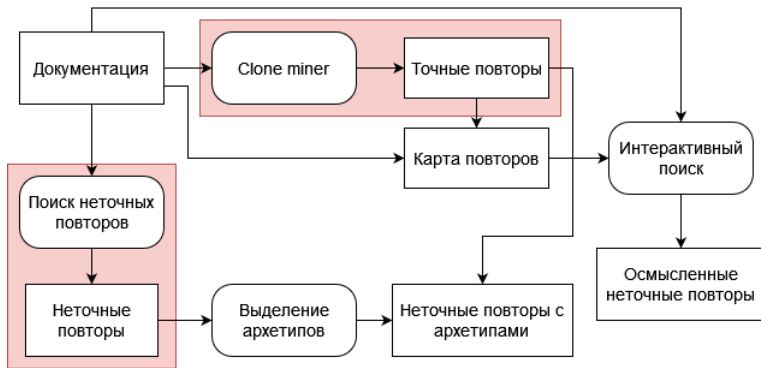 Документация
Clone miner
Точные повторы
Карта повторов
Интерактивный
поиск
Поиск неточных
повторов
Осмысленные
неточные повторы
Неточные
повторы
Выделение
архетипов
Неточные повторы с
архетипами